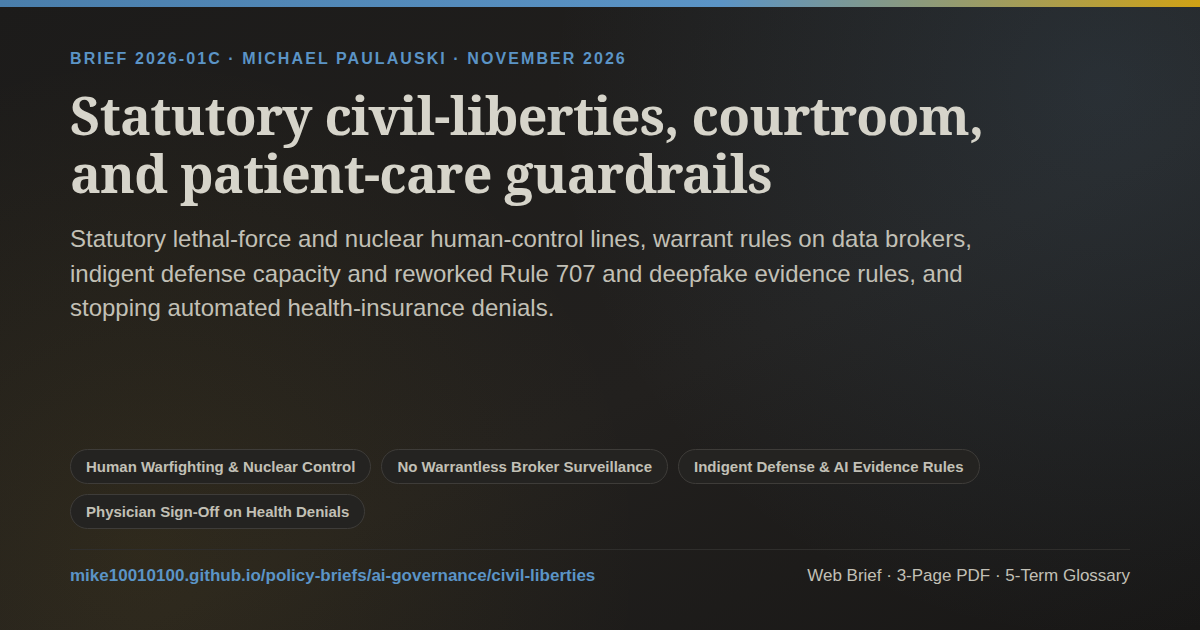 BRIEF 2026-01C · MICHAEL PAULAUSKI · NOVEMBER 2026
Statutory civil-liberties, courtroom,
and patient-care guardrails
Statutory lethal-force and nuclear human-control lines, warrant rules on data brokers,
indigent defense capacity and reworked Rule 707 and deepfake evidence rules, and
stopping automated health-insurance denials.
Human Warfighting & Nuclear Control
No Warrantless Broker Surveillance
Indigent Defense & AI Evidence Rules
Physician Sign-Off on Health Denials
mike10010100.github.io/policy-briefs/ai-governance/civil-liberties
Web Brief · 3-Page PDF · 5-Term Glossary